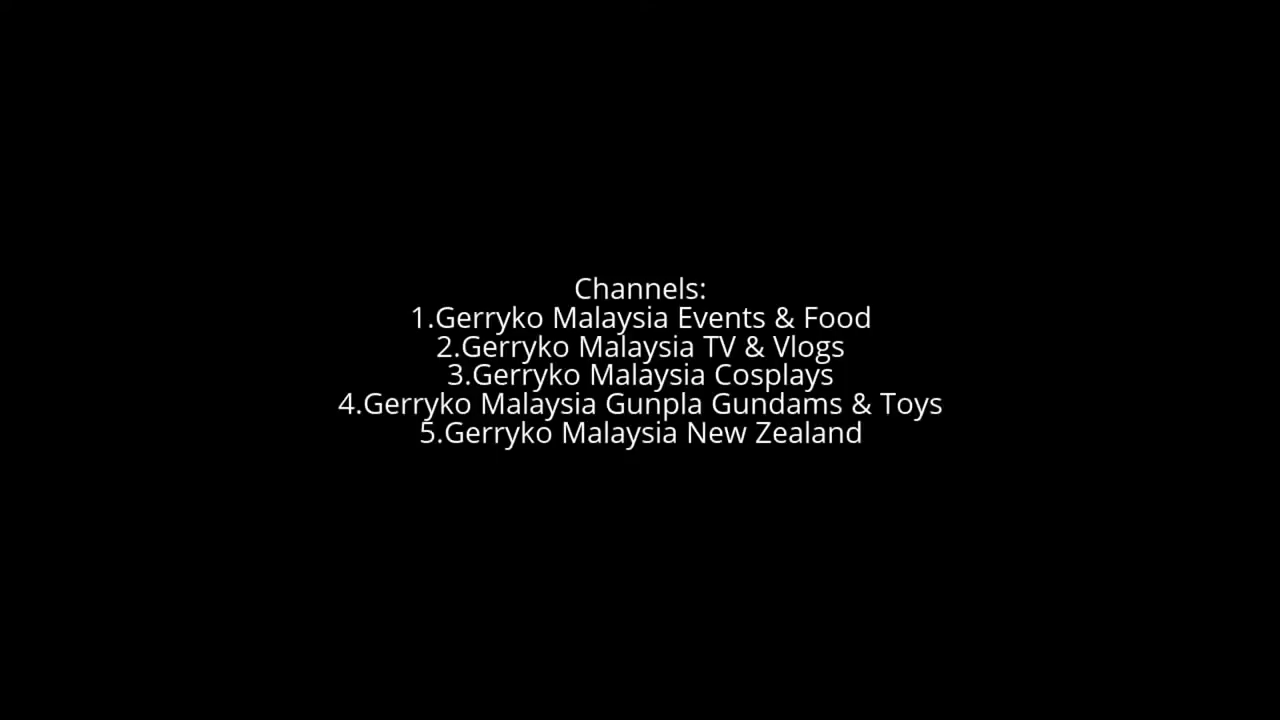 Channels:
1.Gerryko Malaysia Events & Food
2.Gerryko Malaysia TV & Vlogs
3.Gerryko Malaysia Cosplays
4.Gerryko Malaysia Gunpla Gundams & Toys
5.Gerryko Malaysia New Zealand